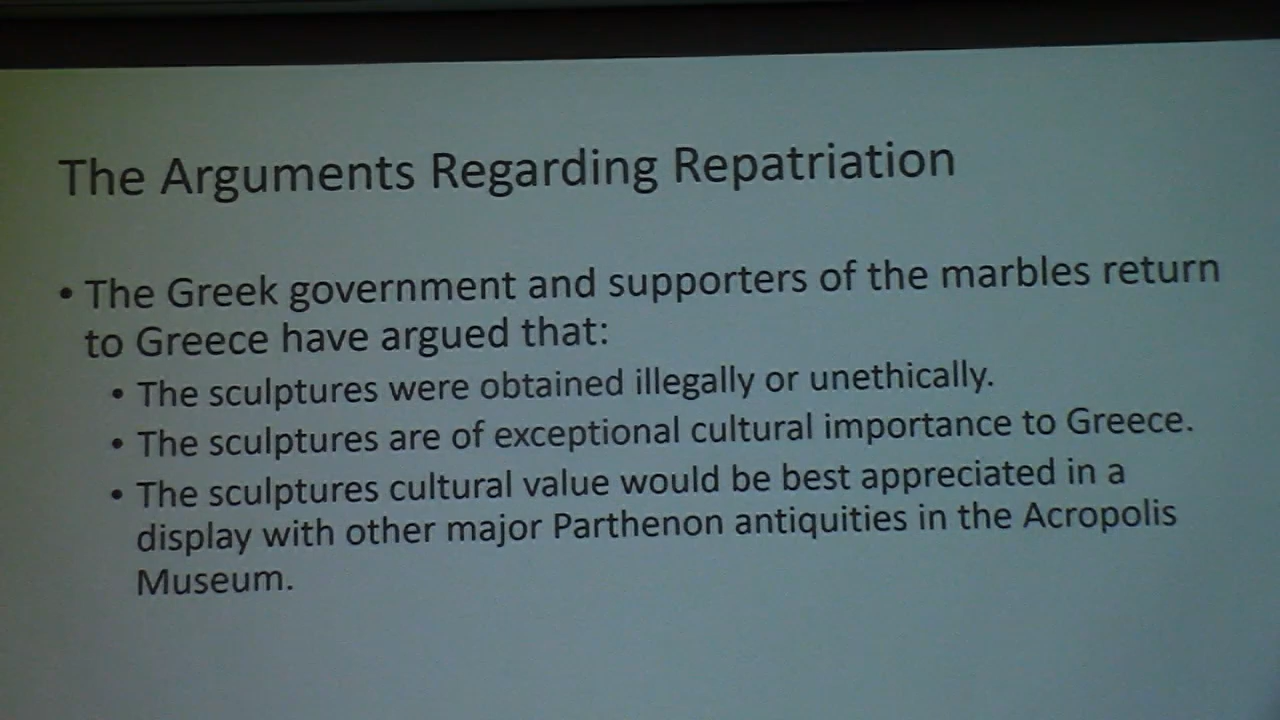 The Arguments Regarding Repatriation
• The Greek government and supporters of the marbles return
to Greece have argued that:
• The sculptures were obtained illegally or unethically.
• The sculptures are of exceptional cultural importance to Greece.
• The sculptures cultural value would be best appreciated in a
display with other major Parthenon antiquities in the Acropolis
Museum.